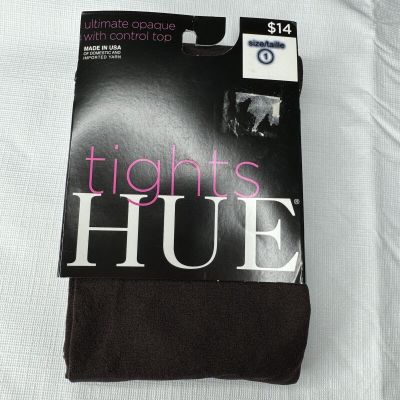 ultimate opaque
with control top
$14
MADE IN USA
OF DOMESTIC AND
IMPORTED YARN
size/taille
1
tights
HUE®